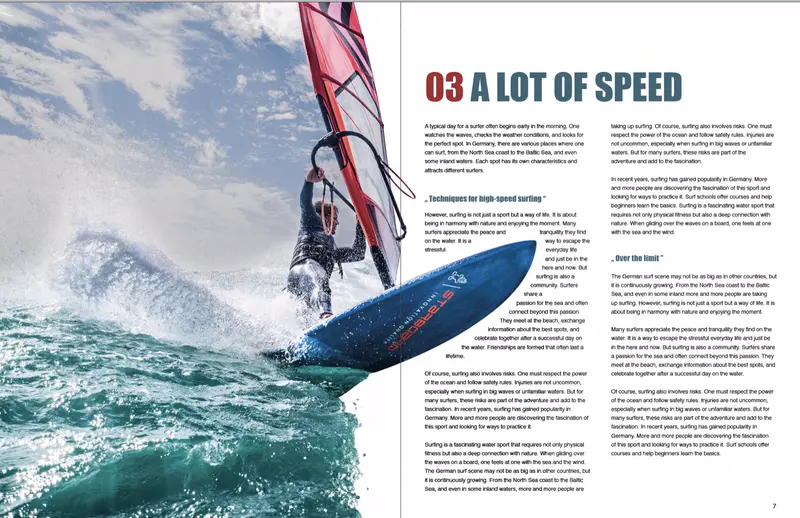 03 A LOT OF SPEED
A typical day for a surfer often begins early in the morning. One
watches the waves, checks the weather conditions, and looks for
the perfect spot. In Germany, there are various places where one
can surf, from the North Sea coast to the Baltic Sea, and even
some inland waters. Each spot has its own characteristics and
attracts different surfers.
„ Techniques for high-speed surfing “
However, surfing is not just a sport but a way of life. It is about
being in harmony with nature and enjoying the moment. Many
surfers appreciate the peace and tranquility they find
on the water. It is a way to escape the
stressful everyday life
and just be in the
here and now. But
surfing is also a
community. Surfers
share a
passion for the sea and often
connect beyond this passion.
They meet at the beach, exchange
information about the best spots, and
celebrate together after a successful day on
the water. Friendships are formed that often last a
lifetime.
Of course, surfing also involves risks. One must respect the power
of the ocean and follow safety rules. Injuries are not uncommon,
especially when surfing in big waves or unfamiliar waters. But for
many surfers, these risks are part of the adventure and add to the
fascination. In recent years, surfing has gained popularity in
Germany. More and more people are discovering the fascination of
this sport and looking for ways to practice it.
Surfing is a fascinating water sport that requires not only physical
fitness but also a deep connection with nature. When gliding over
the waves on a board, one feels at one with the sea and the wind.
The German surf scene may not be as big as in other countries, but
it is continuously growing. From the North Sea coast to the Baltic
Sea, and even in some inland waters, more and more people are
taking up surfing. Of course, surfing also involves risks. One must
respect the power of the ocean and follow safety rules. Injuries are
not uncommon, especially when surfing in big waves or unfamiliar
waters. But for many surfers, these risks are part of the
adventure and add to the fascination.
In recent years, surfing has gained popularity in Germany. More
and more people are discovering the fascination of this sport and
looking for ways to practice it. Surf schools offer courses and help
beginners learn the basics. Surfing is a fascinating water sport that
requires not only physical fitness but also a deep connection with
nature. When gliding over the waves on a board, one feels at one
with the sea and the wind.
„ Over the limit “
The German surf scene may not be as big as in other countries, but
it is continuously growing. From the North Sea coast to the Baltic
Sea, and even in some inland waters, more and more people are taking
up surfing. However, surfing is not just a sport but a way of life. It is
about being in harmony with nature and enjoying the moment.
Many surfers appreciate the peace and tranquility they find on the
water. It is a way to escape the stressful everyday life and just be
in the here and now. But surfing is also a community. Surfers share
a passion for the sea and often connect beyond this passion. They
meet at the beach, exchange information about the best spots, and
celebrate together after a successful day on the water.
Of course, surfing also involves risks. One must respect the power
of the ocean and follow safety rules. Injuries are not uncommon,
especially when surfing in big waves or unfamiliar waters. But for
many surfers, these risks are part of the adventure and add to the
fascination. In recent years, surfing has gained popularity in
Germany. More and more people are discovering the fascination
of this sport and looking for ways to practice it. Surf schools offer
courses and help beginners learn the basics.
STARBOARD
INNOVATION QUALITY
7